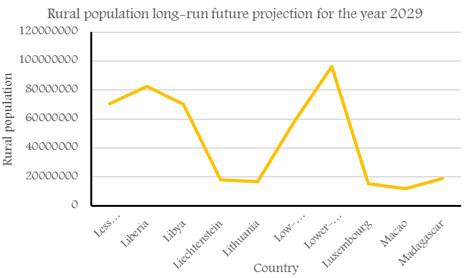 Rural population long-run future projection for the year 2029
120000000
100000000
80000000
60000000
40000000
20000000
0
Rural population
Less...
Liberia
Libya
Liechtenstein
Lithuania
Low-...
Lower-...
Luxembourg
Macao
Madagascar
Country